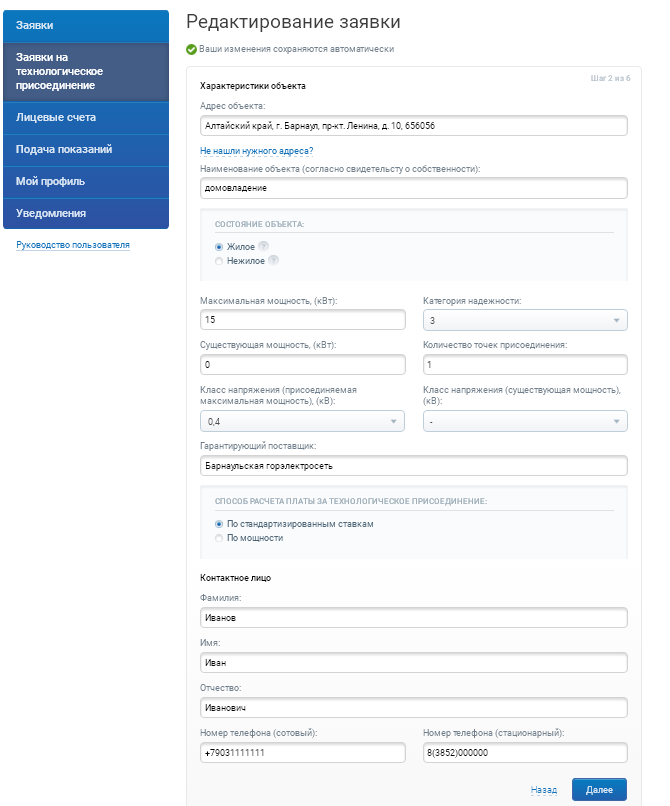 Заявки
Заявки на
технологическое
присоединение
Лицевые счета
Подача показаний
Мой профиль
Уведомления
Руководство пользователя
Редактирование заявки
Ваши изменения сохраняются автоматически
Шаг 2 из 6
Характеристики объекта
Адрес объекта:
Алтайский край, г. Барнаул, пр-кт. Ленина, д. 10, 656056
Не нашли нужного адреса?
Наименование объекта (согласно свидетельсту о собственности):
домовладение
СОСТОЯНИЕ ОБЪЕКТА:
Жилое ?
Нежилое ?
Максимальная мощность, (кВт):
15
Категория надежности:
3
Существующая мощность, (кВт):
0
Количество точек присоединения:
1
Класс напряжения (присоединяемая
максимальная мощность), (кВ):
0,4
Класс напряжения (существующая мощность),
(кВ):
-
Гарантирующий поставщик:
Барнаульская горэлектросеть
СПОСОБ РАСЧЕТА ПЛАТЫ ЗА ТЕХНОЛОГИЧЕСКОЕ ПРИСОЕДИНЕНИЕ:
По стандартизированным ставкам
По мощности
Контактное лицо
Фамилия:
Иванов
Имя:
Иван
Отчество:
Иванович
Номер телефона (сотовый):
+79031111111
Номер телефона (стационарный):
8(3852)000000
Назад
Далее